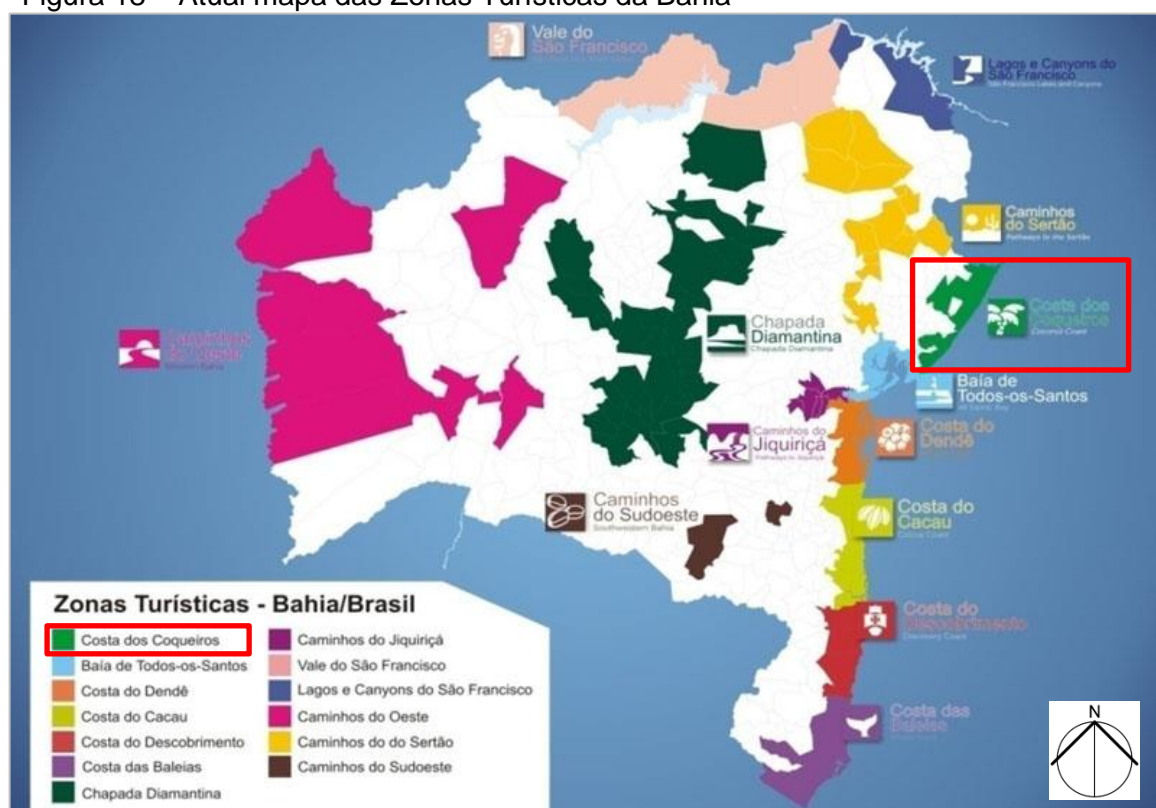 Figura 18 – Atual mapa das Zonas Turísticas da Bahia
Vale do
São Francisco
Lagos e Canyons do
São Francisco
São Francisco Lakes and Canyons
Caminhos
do Sertão
Pathways to the Sertão
Costa dos
Coqueiros
Coconut Coast
Chapada
Diamantina
Chapada Diamantina
Caminhos
do Oeste
Western Bahia
Baía de
Todos-os-Santos
Caminhos do
Jiquiriçá
Pathways to Jiquiriçá
Costa do
Dendê
Caminhos
do Sudoeste
Southwestern Bahia
Costa do
Cacau
Cocoa Coast
Costa do
Descobrimento
Discovery Coast
Costa das
Baleias
Zonas Turísticas - Bahia/Brasil
Costa dos Coqueiros
Baía de Todos-os-Santos
Costa do Dendê
Costa do Cacau
Costa do Descobrimento
Costa das Baleias
Chapada Diamantina
Caminhos do Jiquiriçá
Vale do São Francisco
Lagos e Canyons do São Francisco
Caminhos do Oeste
Caminhos do do Sertão
Caminhos do Sudoeste
N